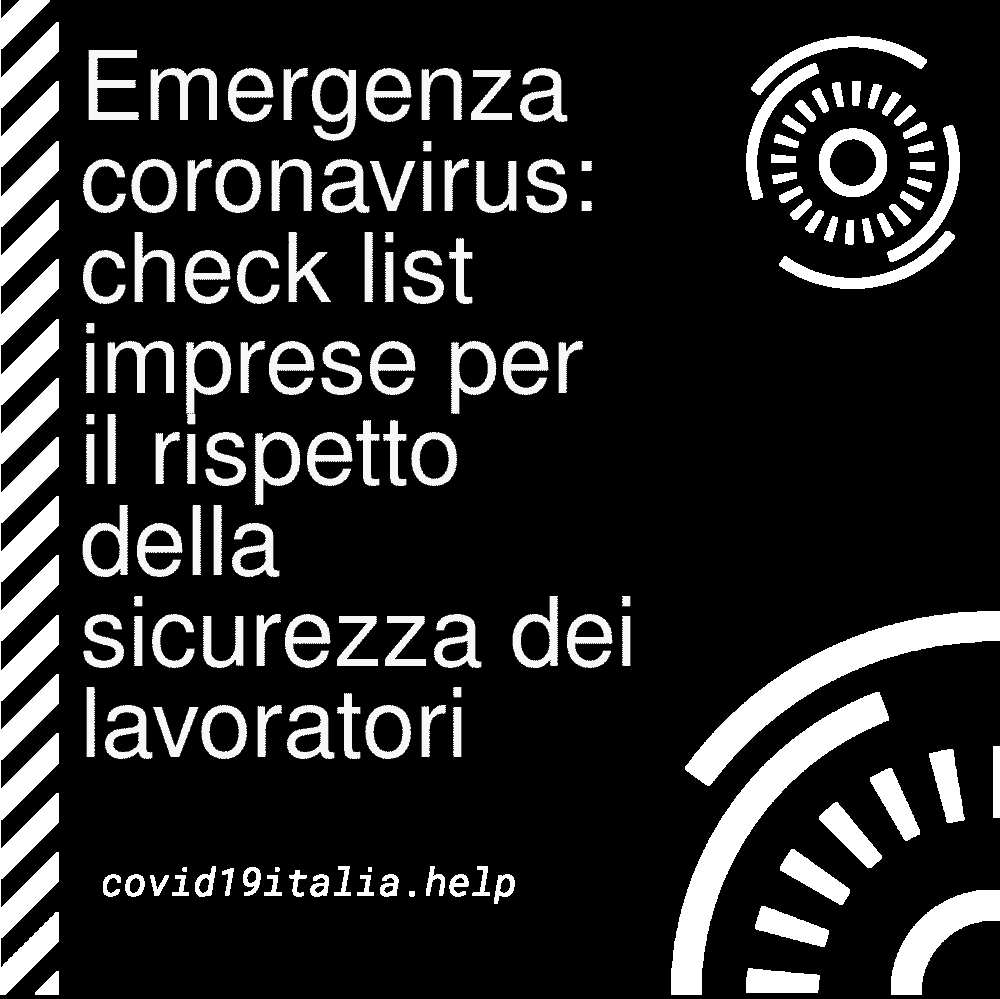 Emergenza
coronavirus:
check list
imprese per
il rispetto
della
sicurezza dei
lavoratori
covid19italia.help